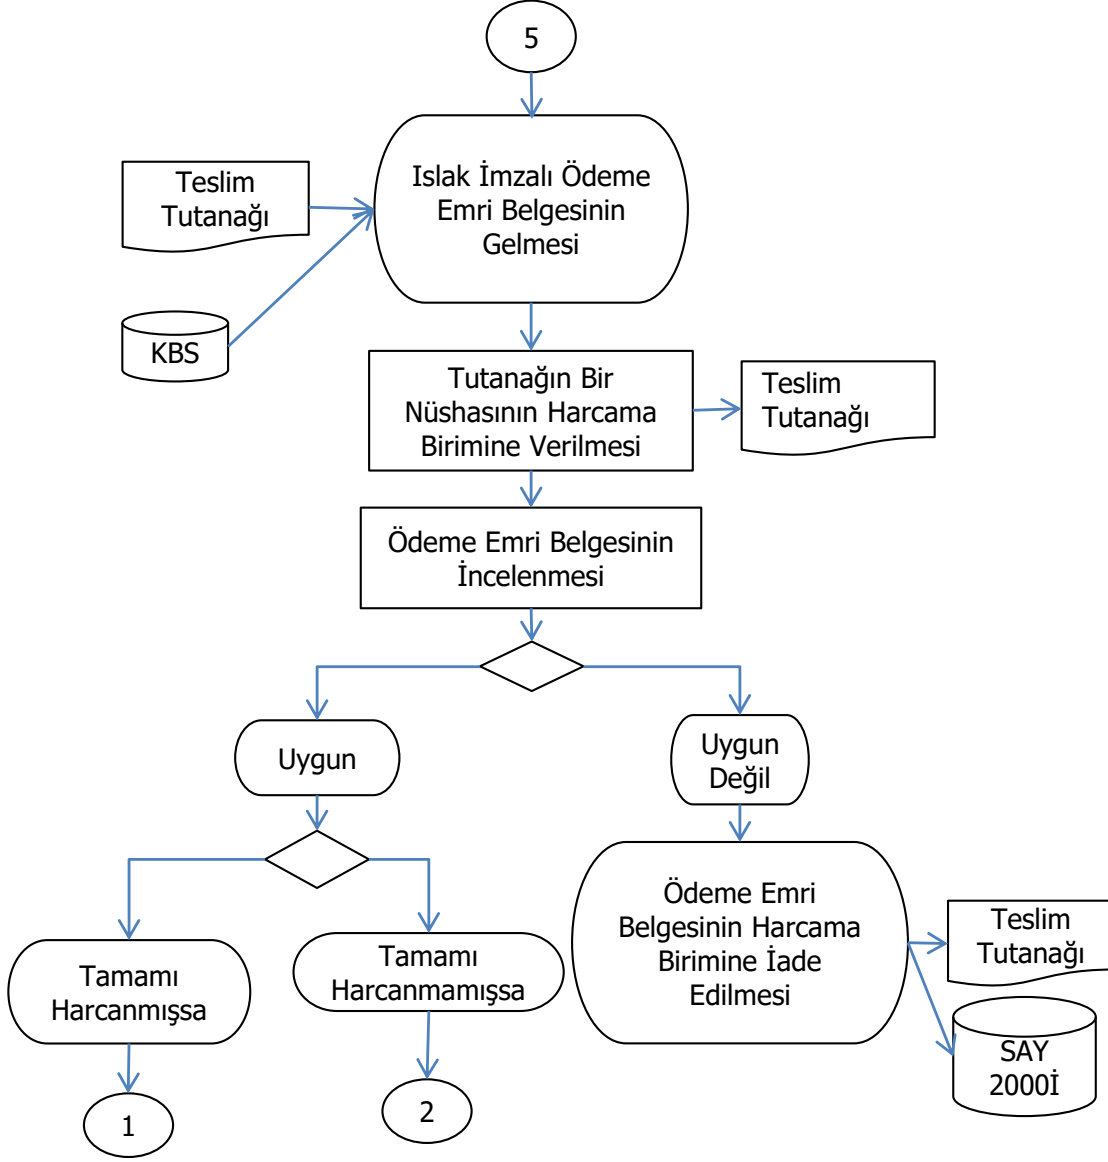 5
Islak İmzalı Ödeme
Emri Belgesinin
Gelmesi
Teslim
Tutanağı
KBS
Tutanağın Bir
Nüshasının Harcama
Birimine Verilmesi
Teslim
Tutanağı
Ödeme Emri Belgesinin
İncelenmesi
Uygun
Uygun
Değil
Tamamı
Harcanmışsa
Tamamı
Harcanmamışsa
Ödeme Emri
Belgesinin Harcama
Birimine İade
Edilmesi
Teslim
Tutanağı
SAY
2000İ
1
2